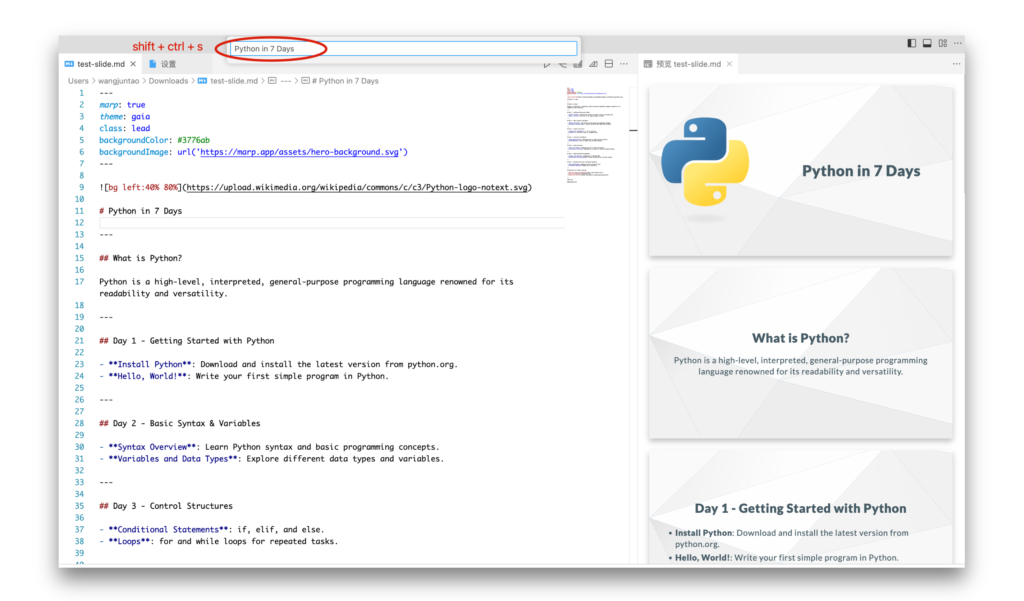 shift + ctrl + s
Python in 7 Days
test-slide.md
设置
预览 test-slide.md
Users > wangjuntao > Downloads > test-slide.md > --- > # Python in 7 Days
1 ---
2 marp: true
3 theme: gaia
4 class: lead
5 backgroundColor: #3776ab
6 backgroundImage: url('https://marp.app/assets/hero-background.svg')
7 ---
8
9 ![bg left:40% 80%](https://upload.wikimedia.org/wikipedia/commons/c/c3/Python-logo-notext.svg)
10
11 # Python in 7 Days
12
13 ---
14
15 ## What is Python?
16
17 Python is a high-level, interpreted, general-purpose programming language renowned for its
readability and versatility.
18
19 ---
20
21 ## Day 1 - Getting Started with Python
22
23 - **Install Python**: Download and install the latest version from python.org.
24 - **Hello, World!**: Write your first simple program in Python.
25
26 ---
27
28 ## Day 2 - Basic Syntax & Variables
29
30 - **Syntax Overview**: Learn Python syntax and basic programming concepts.
31 - **Variables and Data Types**: Explore different data types and variables.
32
33 ---
34
35 ## Day 3 - Control Structures
36
37 - **Conditional Statements**: if, elif, and else.
38 - **Loops**: for and while loops for repeated tasks.
39
Python in 7 Days
What is Python?
Python is a high-level, interpreted, general-purpose programming
language renowned for its readability and versatility.
Day 1 - Getting Started with Python
• Install Python: Download and install the latest version from
python.org.
• Hello, World!: Write your first simple program in Python.